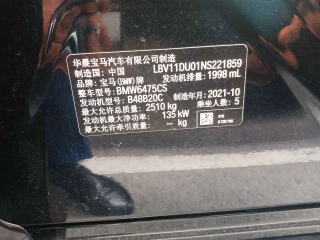 华晨宝马汽车有限公司制造
制造国: 中国 LBV11DU01NS221859
品牌: 宝马(BMW)牌 发动机排量: 1998 mL
整车型号: BMW6475CS
发动机型号: B48B20C 制造年月: 2021-10
最大允许总质量: 2510 kg 乘坐人数: 5
发动机最大净功率: 135 kW
最大允许牵引质量: -- kg